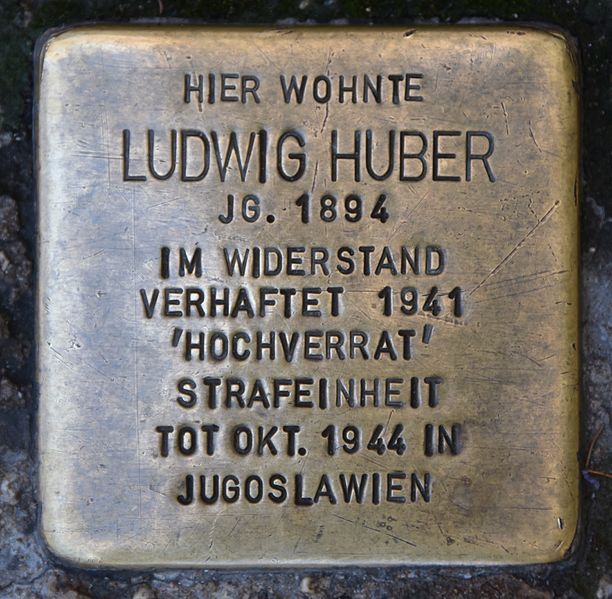 HIER WOHNTE
LUDWIG HUBER
JG. 1894
IM WIDERSTAND
VERHAFTET 1941
'HOCHVERRAT'
STRAFEINHEIT
TOT OKT. 1944 IN
JUGOSLAWIEN